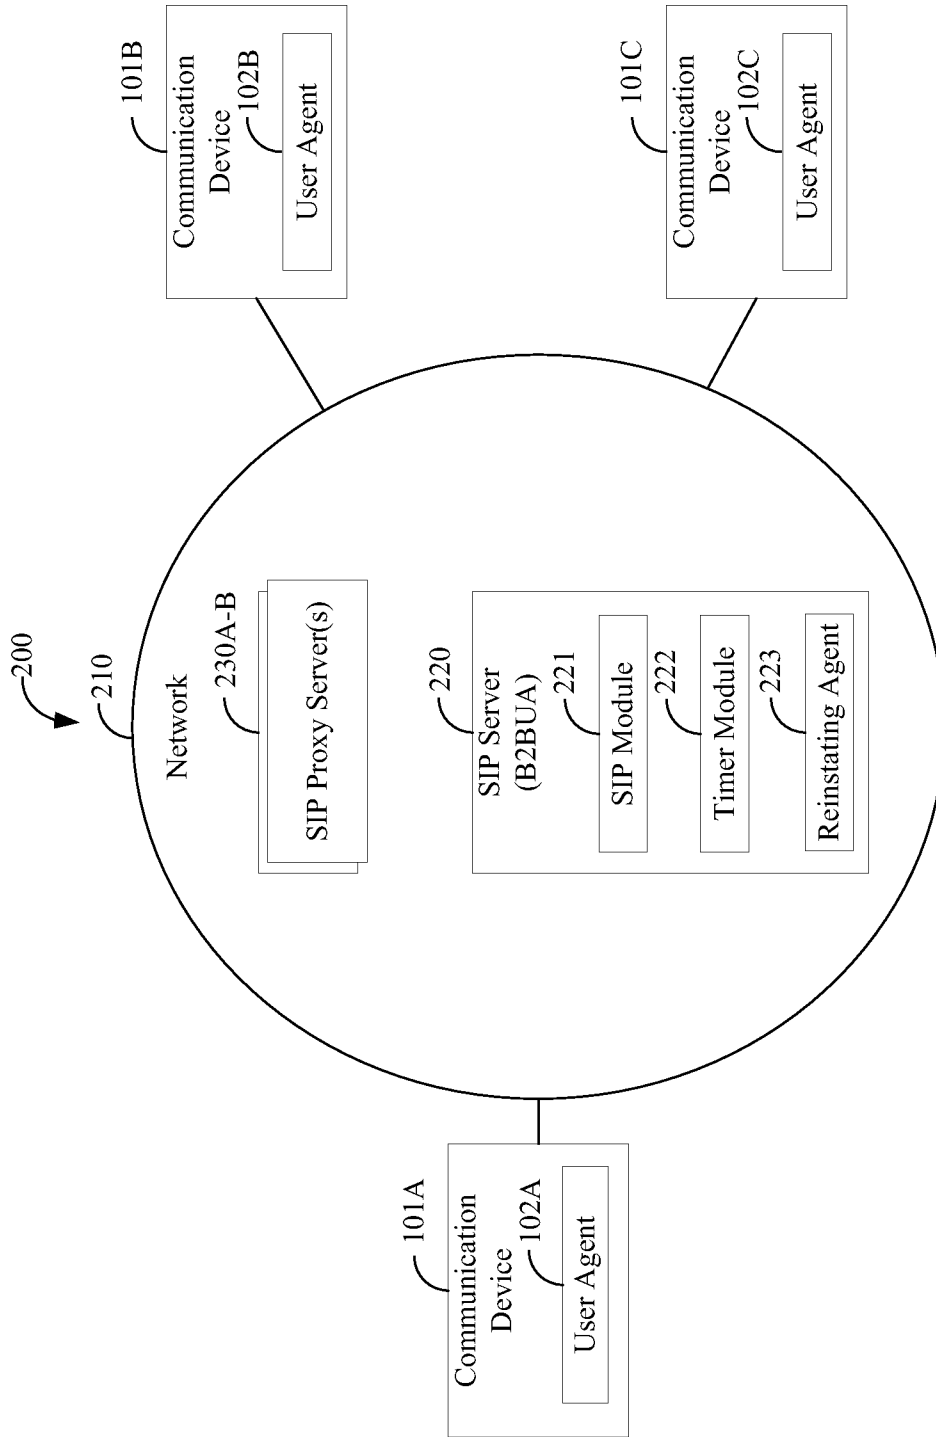 200
210
Network
230A-B
SIP Proxy Server(s)
220
SIP Server
(B2BUA)
221
SIP Module
222
Timer Module
223
Reinstating Agent
101A
Communication
Device
102A
User Agent
101B
Communication
Device
102B
User Agent
101C
Communication
Device
102C
User Agent